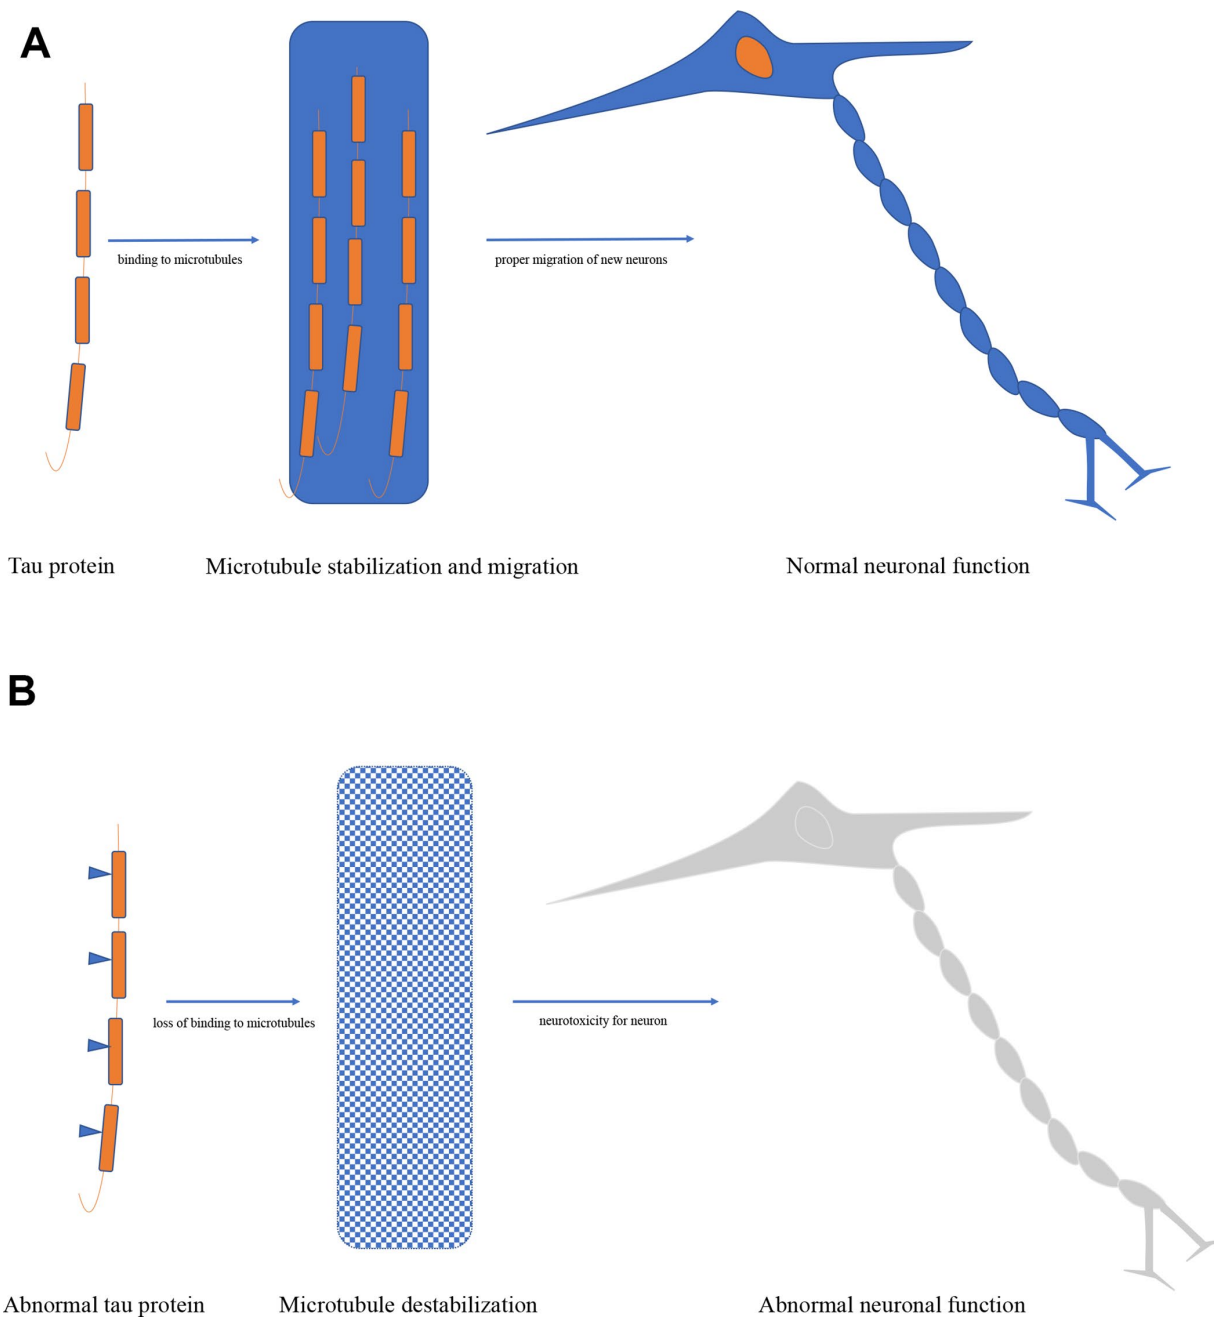 A
binding to microtubules
proper migration of new neurons
Tau protein
Microtubule stabilization and migration
Normal neuronal function
B
loss of binding to microtubules
neurotoxicity for neuron
Abnormal tau protein
Microtubule destabilization
Abnormal neuronal function